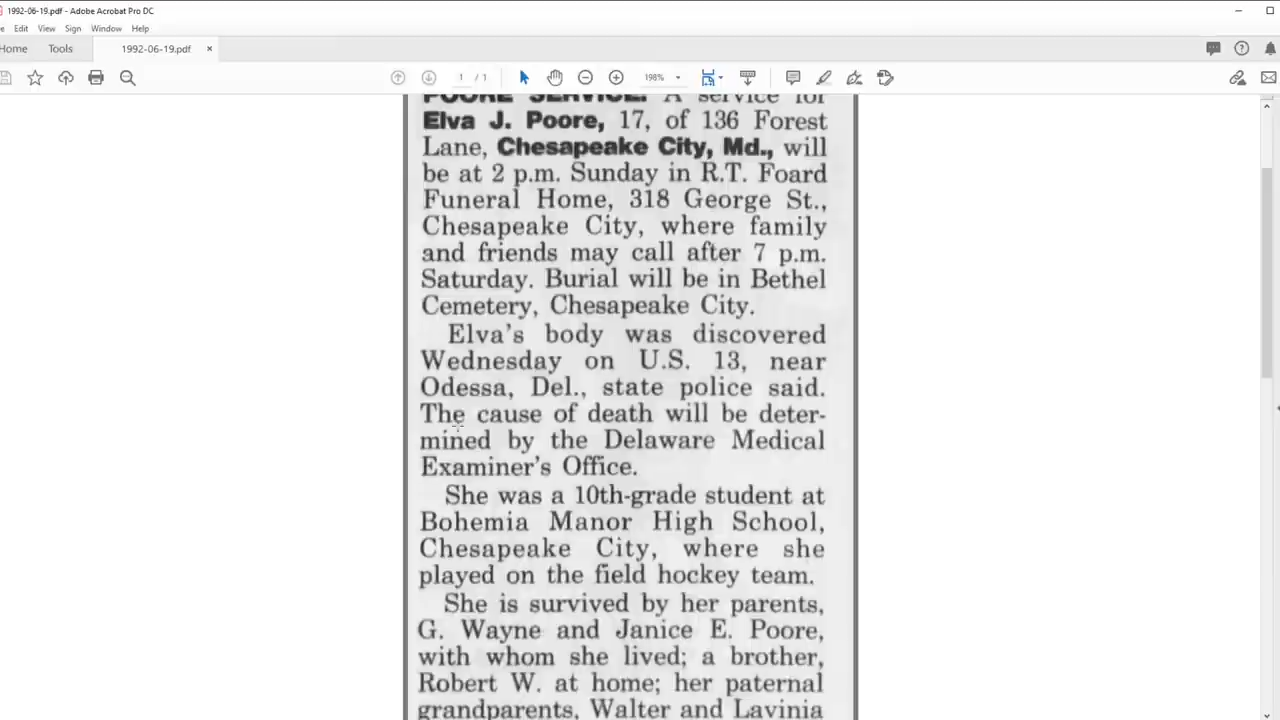 1992-06-19.pdf - Adobe Acrobat Pro DC
Edit View Sign Window Help
Home Tools 1992-06-19.pdf ×
1 / 1 198%
POORE SERVICE. A service for
Elva J. Poore, 17, of 136 Forest
Lane, Chesapeake City, Md., will
be at 2 p.m. Sunday in R.T. Foard
Funeral Home, 318 George St.,
Chesapeake City, where family
and friends may call after 7 p.m.
Saturday. Burial will be in Bethel
Cemetery, Chesapeake City.
Elva's body was discovered
Wednesday on U.S. 13, near
Odessa, Del., state police said.
The cause of death will be deter-
mined by the Delaware Medical
Examiner's Office.
She was a 10th-grade student at
Bohemia Manor High School,
Chesapeake City, where she
played on the field hockey team.
She is survived by her parents,
G. Wayne and Janice E. Poore,
with whom she lived; a brother,
Robert W. at home; her paternal
grandparents, Walter and Lavinia